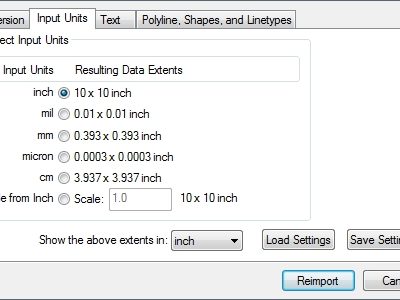 ersion Input Units Text Polyline, Shapes, and Linetypes
ect Input Units
Input Units Resulting Data Extents
inch 10 x 10 inch
mil 0.01 x 0.01 inch
mm 0.393 x 0.393 inch
micron 0.0003 x 0.0003 inch
cm 3.937 x 3.937 inch
e from Inch Scale: 1.0 10 x 10 inch
Show the above extents in: inch Load Settings Save Settin
Reimport Can